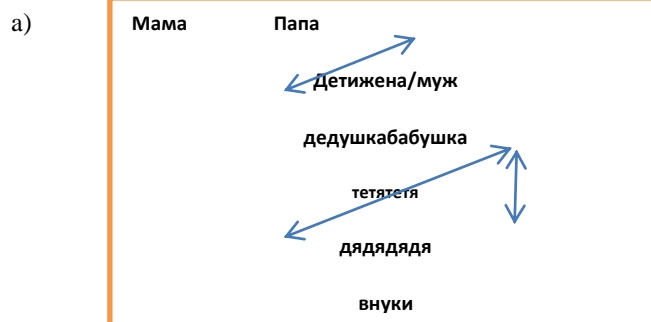 а) Мама Папа
Детижена/муж
дедушкабабушка
тетятетя
дядядядя
внуки